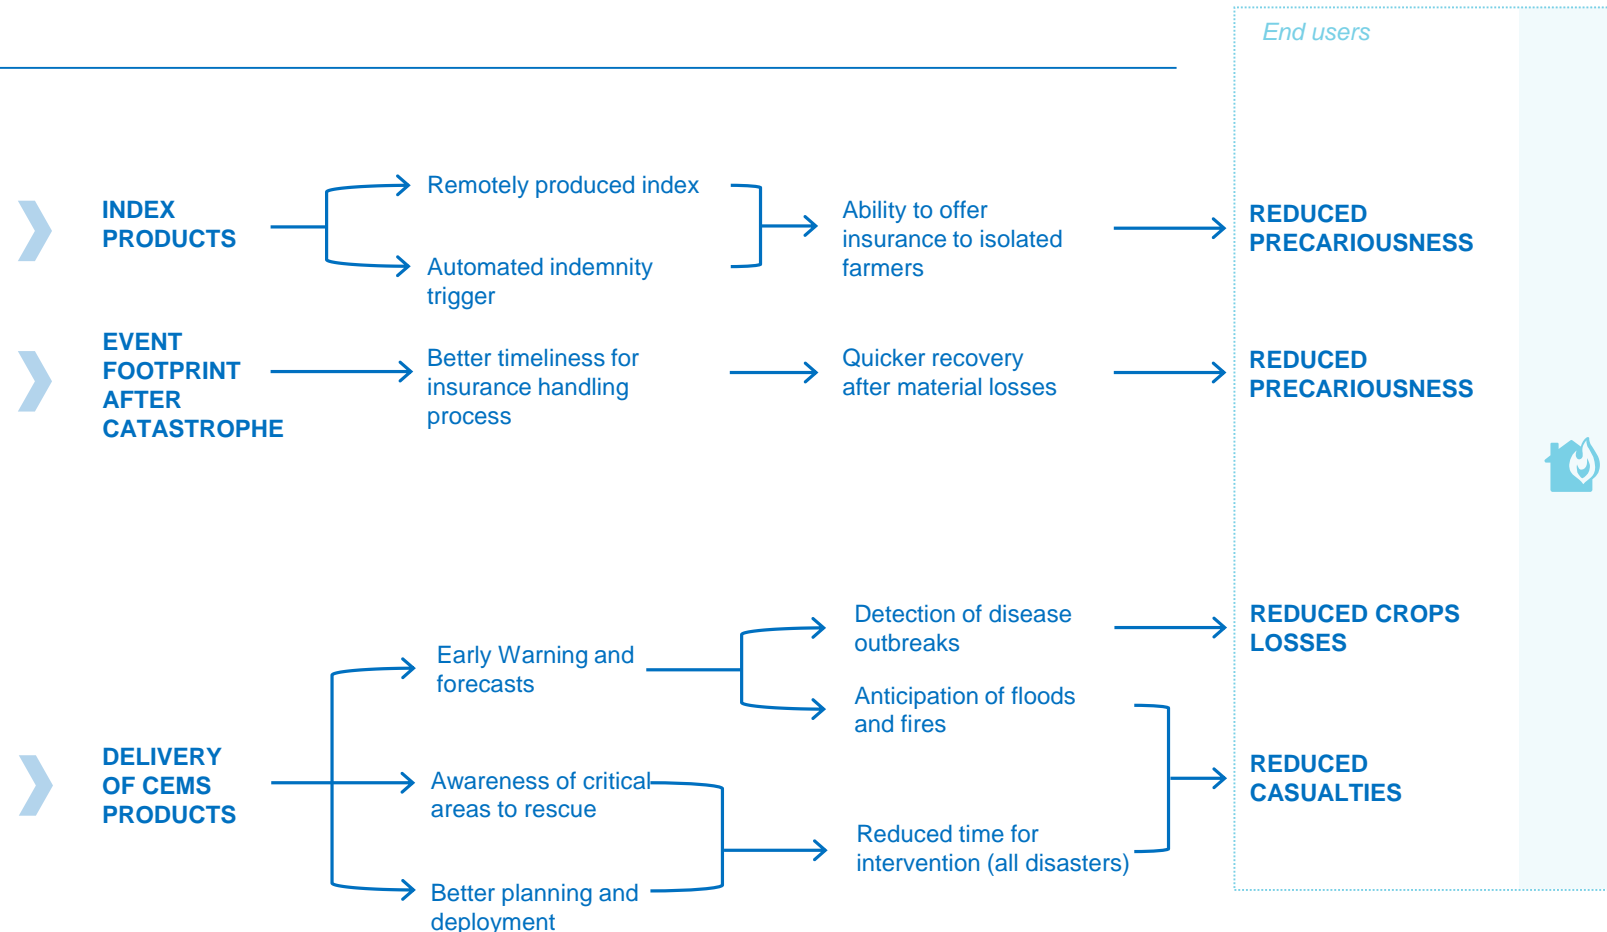 End users
INDEX
PRODUCTS
Remotely produced index
Automated indemnity
trigger
Ability to offer
insurance to isolated
farmers
REDUCED
PRECARIOUSNESS
EVENT
FOOTPRINT
AFTER
CATASTROPHE
Better timeliness for
insurance handling
process
Quicker recovery
after material losses
REDUCED
PRECARIOUSNESS
DELIVERY
OF CEMS
PRODUCTS
Early Warning and
forecasts
Awareness of critical
areas to rescue
Better planning and
deployment
Detection of disease
outbreaks
Anticipation of floods
and fires
Reduced time for
intervention (all disasters)
REDUCED CROPS
LOSSES
REDUCED
CASUALTIES